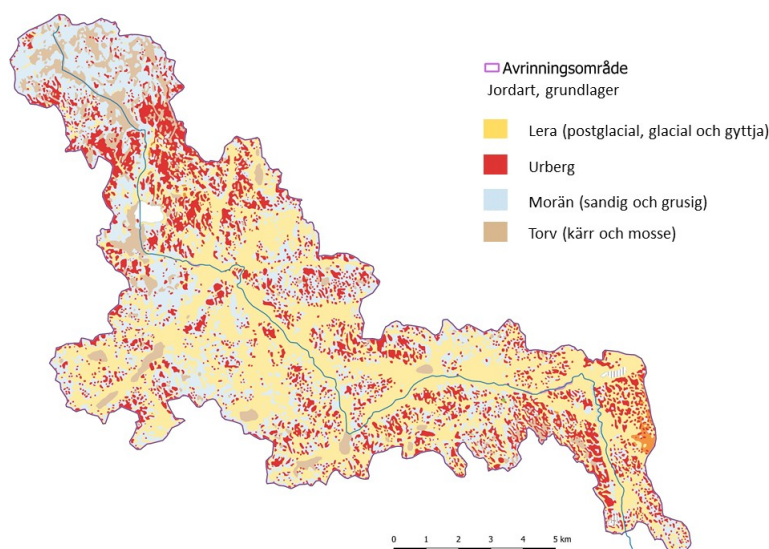 Avrinningsområde
Jordart, grundlager
Lera (postglacial, glacial och gyttja)
Urberg
Morän (sandig och grusig)
Torv (kärr och mosse)
0 1 2 3 4 5 km